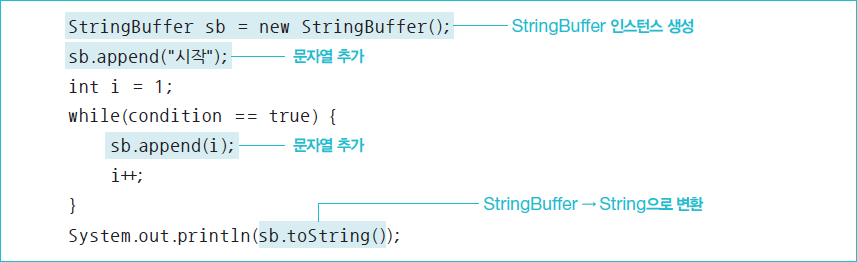 StringBuffer sb = new StringBuffer(); StringBuffer 인스턴스 생성
sb.append("시작"); 문자열 추가
int i = 1;
while(condition == true) {
sb.append(i); 문자열 추가
i++;
}
StringBuffer → String으로 변환
System.out.println(sb.toString());